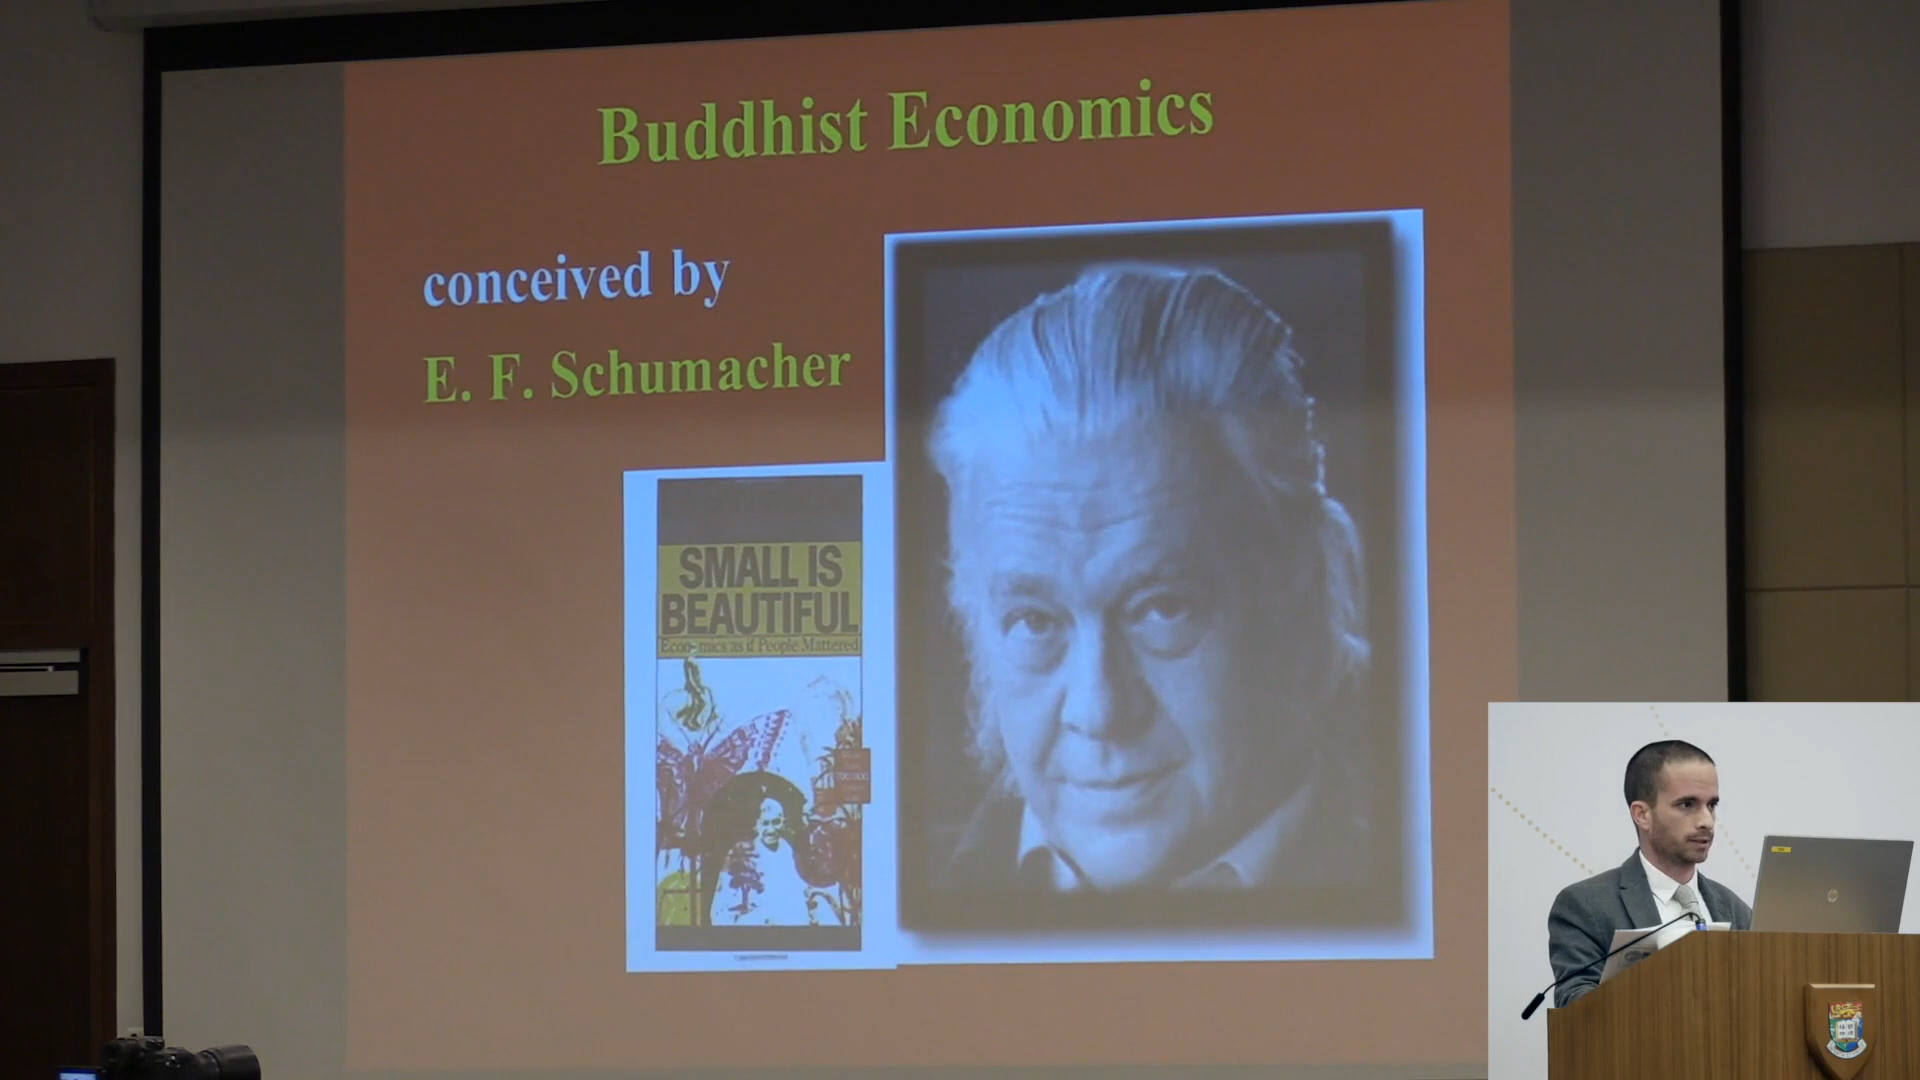 Buddhist Economics
conceived by
E. F. Schumacher
SMALL IS
BEAUTIFUL
Economics as if People Mattered